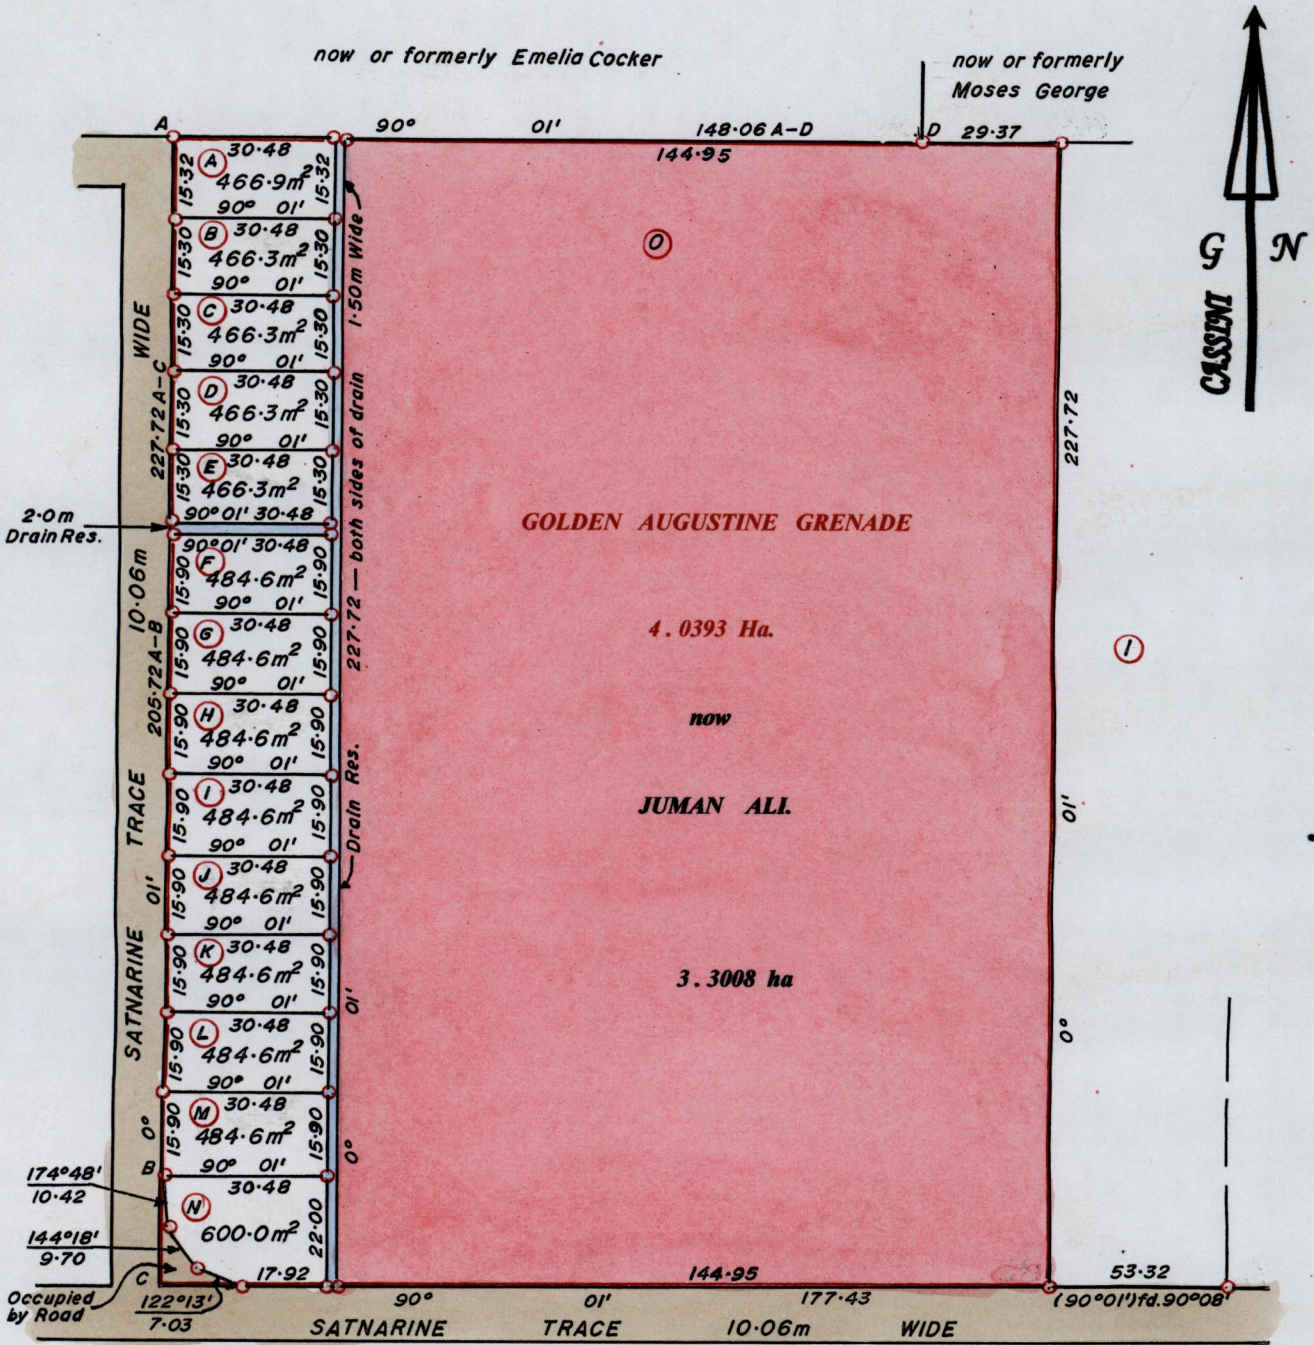 now or formerly Emelia Cocker
now or formerly
Moses George
A 90° 01' 148·06 A-D D 29·37
144·95
G N
CASSINI
A 30·48
15·32 466·9m² 15·32
90° 01'
B 30·48
15·30 466·3m² 15·30
90° 01'
C 30·48
15·30 466·3m² 15·30
90° 01'
D 30·48
15·30 466·3m² 15·30
90° 01'
E 30·48
15·30 466·3m² 15·30
90° 01' 30·48
2·0m
Drain Res.
90° 01' 30·48
F
15·90 484·6m² 15·90
90° 01'
G 30·48
15·90 484·6m² 15·90
90° 01'
H 30·48
15·90 484·6m² 15·90
90° 01'
I 30·48
15·90 484·6m² 15·90
90° 01'
J 30·48
15·90 484·6m² 15·90
90° 01'
K 30·48
15·90 484·6m² 15·90
90° 01'
L 30·48
15·90 484·6m² 15·90
90° 01'
M 30·48
15·90 484·6m² 15·90
90° 01'
B 30·48
N
600·0m² 22·00
17·92
C
174°48'
10·42
144°18'
9·70
Occupied
by Road
122°13'
7·03
SATNARINE TRACE 10·06m WIDE
0° 01' 205·72 A-B 227·72 A-C
Drain Res. 1·50m Wide
0° 01' 227·72 — both sides of drain
O
GOLDEN AUGUSTINE GRENADE
4.0393 Ha.
now
JUMAN ALI.
3.3008 ha
0° 01' 227·72
1
144·95
53·32
90° 01' 177·43 (90°01')fd.90°08'
SATNARINE TRACE 10·06m WIDE